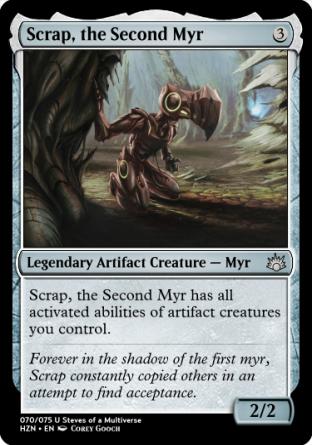 Scrap, the Second Myr 3
Legendary Artifact Creature — Myr
Scrap, the Second Myr has all
activated abilities of artifact creatures
you control.
Forever in the shadow of the first myr,
Scrap constantly copied others in an
attempt to find acceptance.
2/2
070/075 U Steves of a Multiverse
HZN • EN Corey Gooch